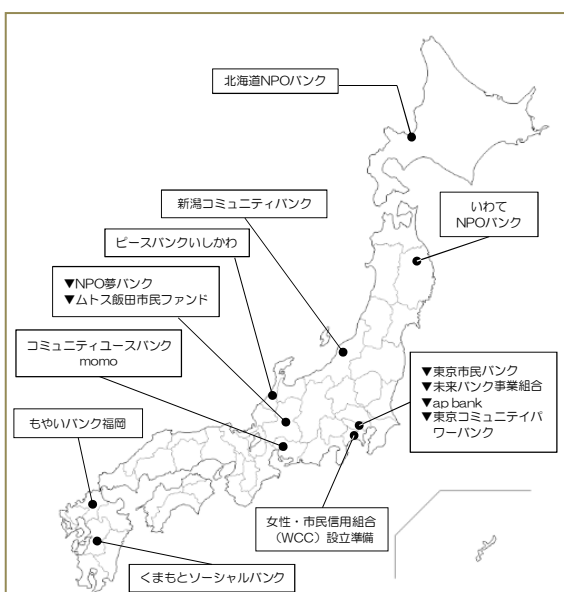 北海道NPOバンク
いわて
NPOバンク
新潟コミュニティバンク
ピースバンクいしかわ
▼NPO夢バンク
▼ムトス飯田市民ファンド
コミュニティユースバンク
momo
▼東京市民バンク
▼未来バンク事業組合
▼ap bank
▼東京コミュニテイパ
ワーバンク
もやいバンク福岡
女性・市民信用組合
（WCC）設立準備
くまもとソーシャルバンク